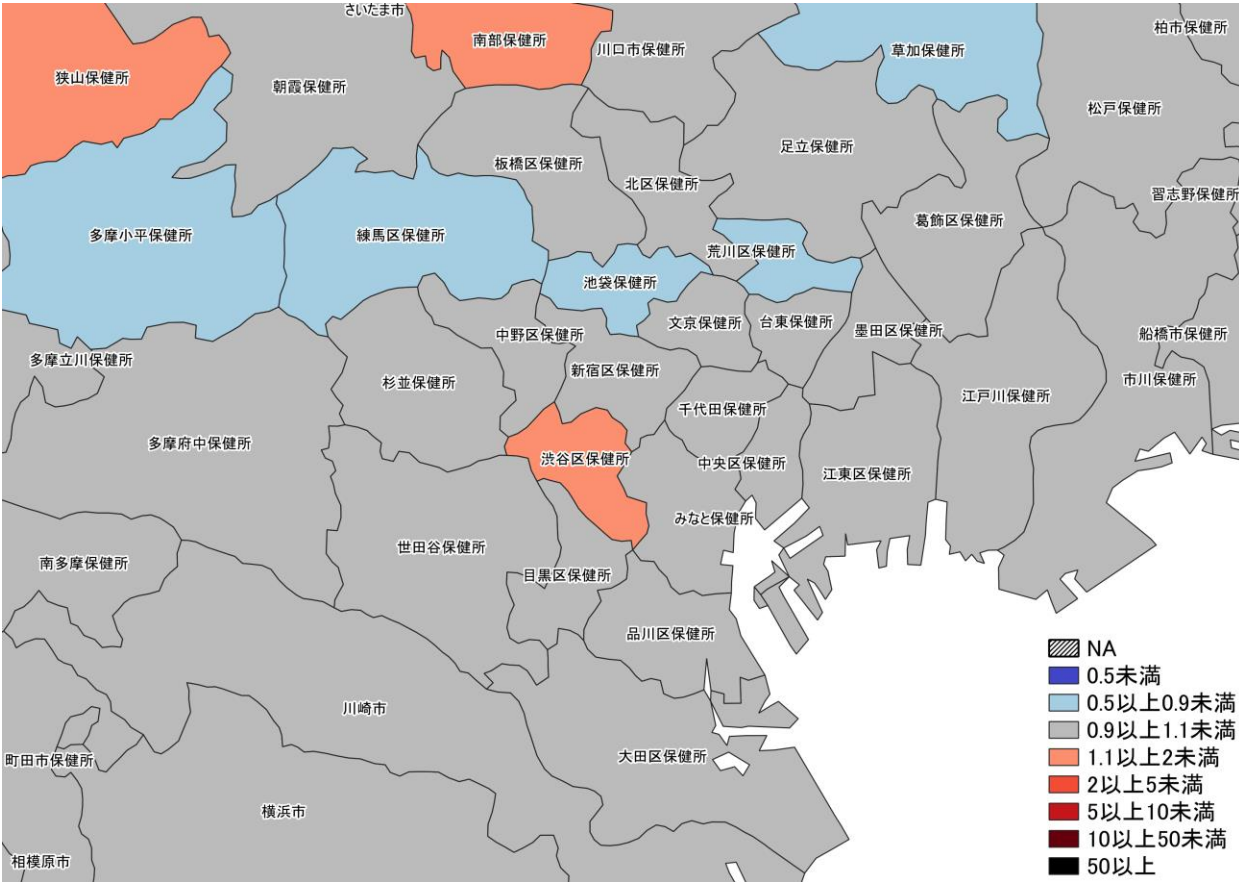 さいたま市
南部保健所
川口市保健所
草加保健所
柏市保健所
狭山保健所
朝霞保健所
松戸保健所
板橋区保健所
足立保健所
北区保健所
習志野保健所
多摩小平保健所
練馬区保健所
荒川区保健所
葛飾区保健所
池袋保健所
文京保健所
台東保健所
中野区保健所
墨田区保健所
船橋市保健所
多摩立川保健所
杉並保健所
新宿区保健所
市川保健所
千代田保健所
江戸川保健所
多摩府中保健所
渋谷区保健所
中央区保健所
江東区保健所
みなと保健所
世田谷保健所
南多摩保健所
目黒区保健所
品川区保健所
川崎市
大田区保健所
町田市保健所
横浜市
相模原市
NA
0.5未満
0.5以上0.9未満
0.9以上1.1未満
1.1以上2未満
2以上5未満
5以上10未満
10以上50未満
50以上